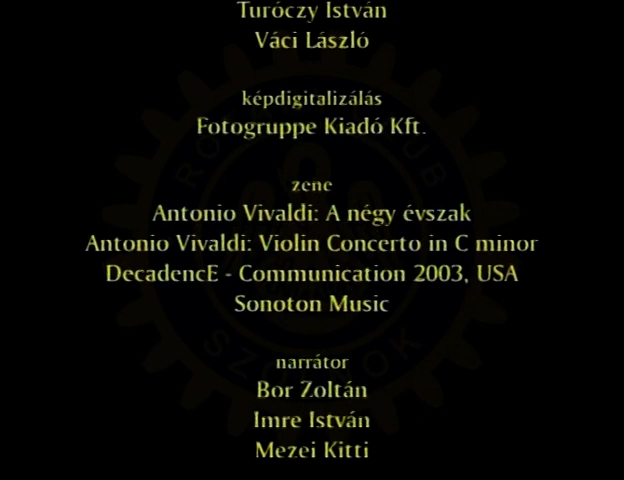 Turóczy István
Váci László
képdigitalizálás
Fotogruppe Kiadó Kft.
zene
Antonio Vivaldi: A négy évszak
Antonio Vivaldi: Violin Concerto in C minor
DecadencE - Communication 2003, USA
Sonoton Music
narrátor
Bor Zoltán
Imre István
Mezei Kitti